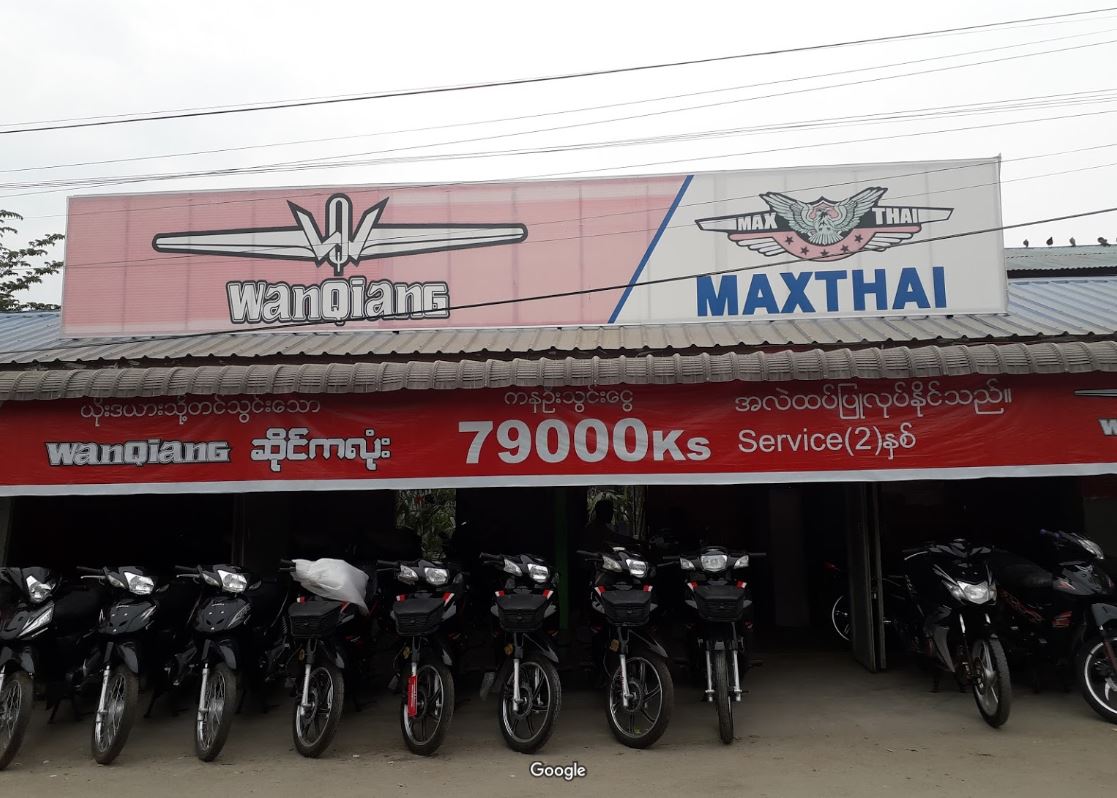 WANQIANG
MAX THAI
MAXTHAI
ယိုးဒယားသို့တင်သွင်းသော
WANQIANG ဆိုင်ကလုံး
ကနဦးသွင်းငွေ
79000Ks
အလဲထပ်ပြုလုပ်နိုင်သည်။
Service(2)နှစ်
Google